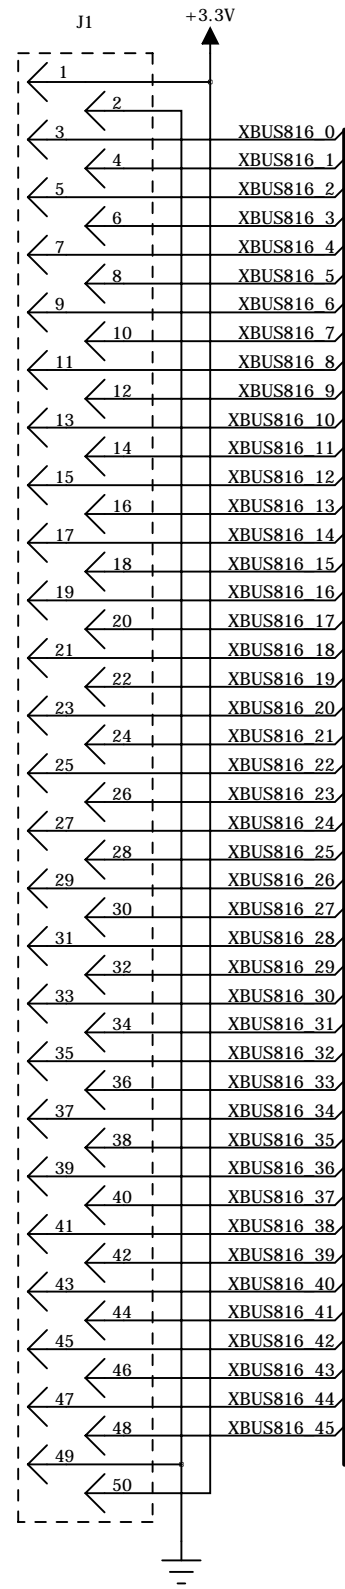 J1 +3.3V
1
2
3 XBUS816_0
4 XBUS816_1
5 XBUS816_2
6 XBUS816_3
7 XBUS816_4
8 XBUS816_5
9 XBUS816_6
10 XBUS816_7
11 XBUS816_8
12 XBUS816_9
13 XBUS816_10
14 XBUS816_11
15 XBUS816_12
16 XBUS816_13
17 XBUS816_14
18 XBUS816_15
19 XBUS816_16
20 XBUS816_17
21 XBUS816_18
22 XBUS816_19
23 XBUS816_20
24 XBUS816_21
25 XBUS816_22
26 XBUS816_23
27 XBUS816_24
28 XBUS816_25
29 XBUS816_26
30 XBUS816_27
31 XBUS816_28
32 XBUS816_29
33 XBUS816_30
34 XBUS816_31
35 XBUS816_32
36 XBUS816_33
37 XBUS816_34
38 XBUS816_35
39 XBUS816_36
40 XBUS816_37
41 XBUS816_38
42 XBUS816_39
43 XBUS816_40
44 XBUS816_41
45 XBUS816_42
46 XBUS816_43
47 XBUS816_44
48 XBUS816_45
49
50